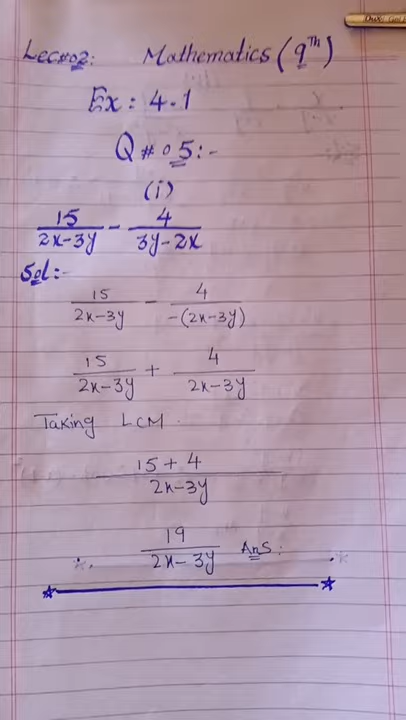 Lec#02: Mathematics (9th)
Ex: 4.1
Q # 05:-
(i)
15/(2x-3y) - 4/(3y-2x)
Sol:-
15/(2x-3y) - 4/(-(2x-3y))
15/(2x-3y) + 4/(2x-3y)
Taking LCM
(15+4)/(2x-3y)
19/(2x-3y) Ans: